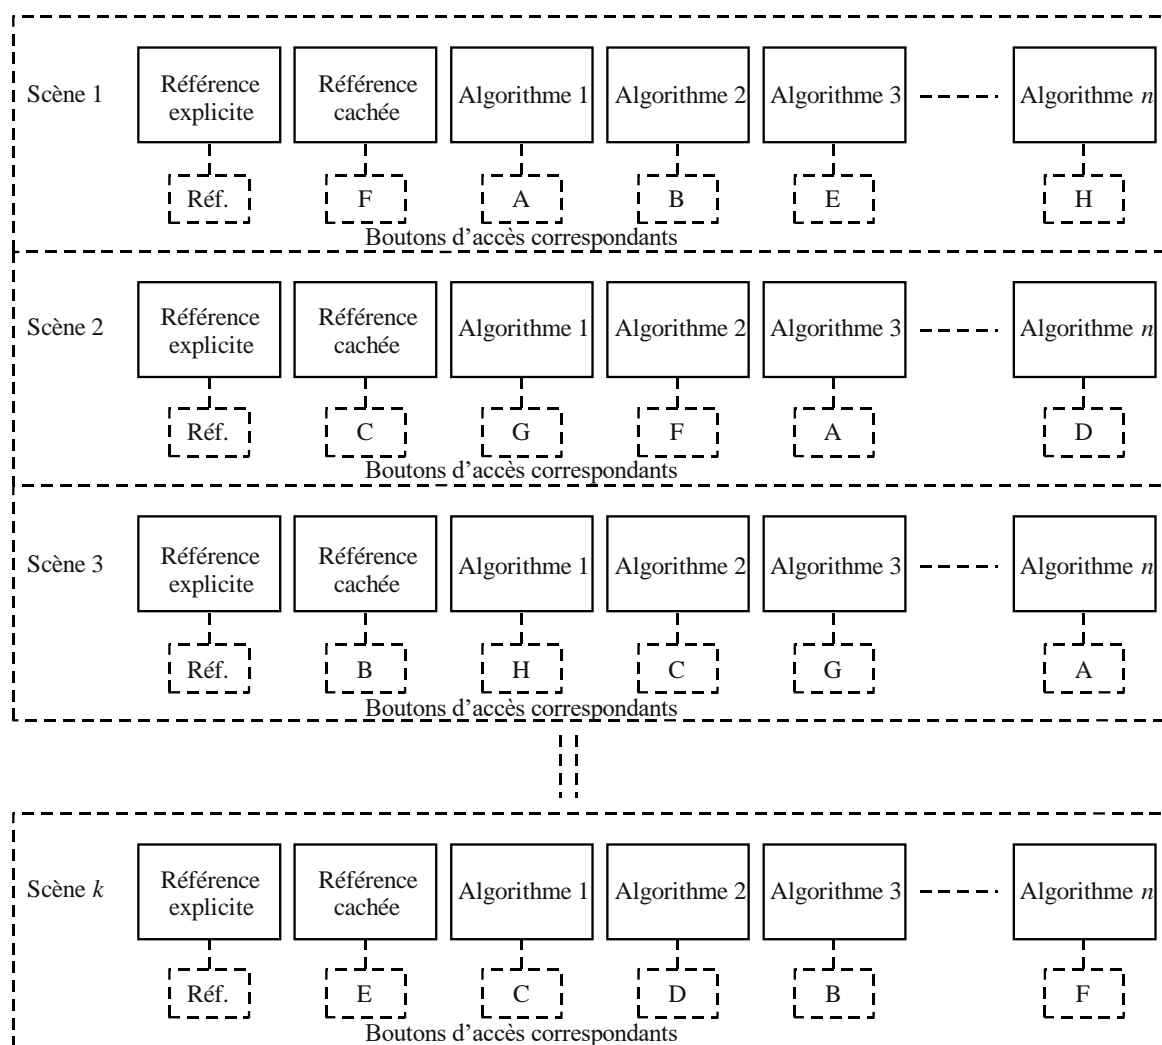 Scène 1
Référence
explicite
Référence
cachée
Algorithme 1
Algorithme 2
Algorithme 3
Algorithme n
Réf.
F
A
B
E
H
Boutons d'accès correspondants
Scène 2
Référence
explicite
Référence
cachée
Algorithme 1
Algorithme 2
Algorithme 3
Algorithme n
Réf.
C
G
F
A
D
Boutons d'accès correspondants
Scène 3
Référence
explicite
Référence
cachée
Algorithme 1
Algorithme 2
Algorithme 3
Algorithme n
Réf.
B
H
C
G
A
Boutons d'accès correspondants
Scène k
Référence
explicite
Référence
cachée
Algorithme 1
Algorithme 2
Algorithme 3
Algorithme n
Réf.
E
C
D
B
F
Boutons d'accès correspondants